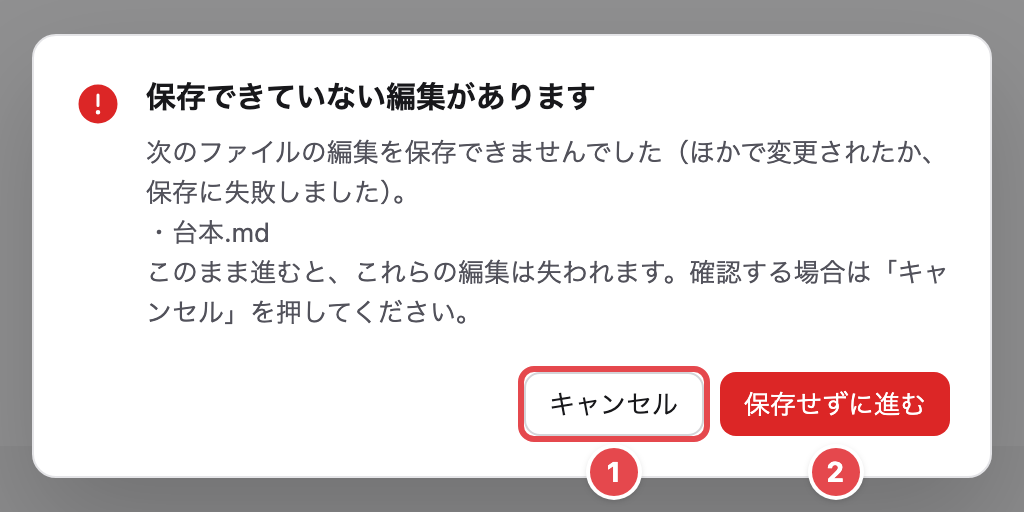 保存できていない編集があります
次のファイルの編集を保存できませんでした（ほかで変更されたか、
保存に失敗しました）。
・台本.md
このまま進むと、これらの編集は失われます。確認する場合は「キャ
ンセル」を押してください。
キャンセル 保存せずに進む
1 2